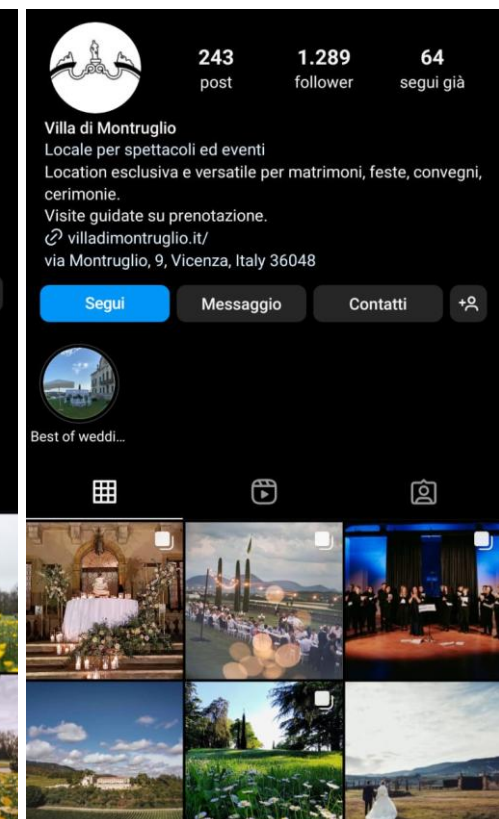 243 1.289 64
post follower segui già
Villa di Montruglio
Locale per spettacoli ed eventi
Location esclusiva e versatile per matrimoni, feste, convegni,
cerimonie.
Visite guidate su prenotazione.
villadimontruglio.it/
via Montruglio, 9, Vicenza, Italy 36048
Segui Messaggio Contatti
Best of weddi...